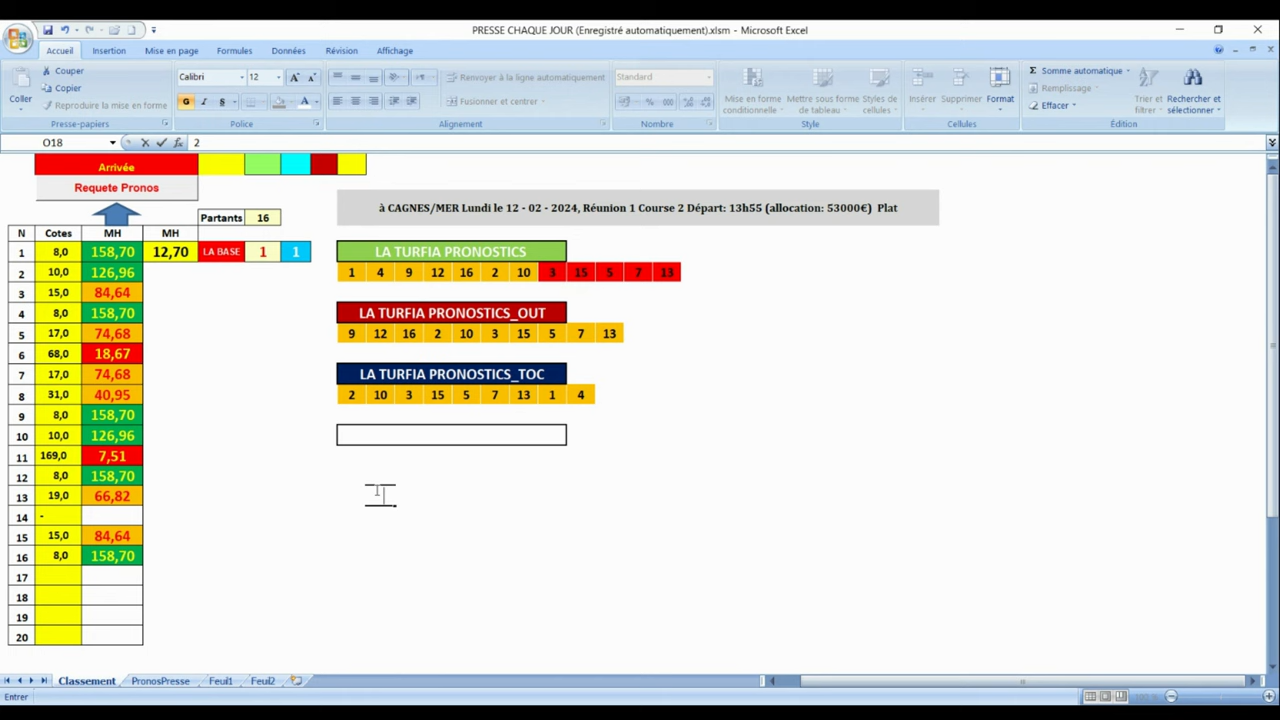 PRESSE CHAQUE JOUR (Enregistré automatiquement).xlsm - Microsoft Excel
Accueil Insertion Mise en page Formules Données Révision Affichage
Coller
Couper
Copier
Reproduire la mise en forme
Presse-papiers
Calibri 12
G I S
Police
Renvoyer à la ligne automatiquement
Fusionner et centrer
Alignement
Standard
% 000
Nombre
Mise en forme conditionnelle
Mettre sous forme de tableau
Styles de cellules
Style
Insérer Supprimer Format
Cellules
Σ Somme automatique
Remplissage
Effacer
Trier et filtrer
Rechercher et sélectionner
Édition
O18 fx 2
Arrivée
Requete Pronos
Partants 16
à CAGNES/MER Lundi le 12 - 02 - 2024, Réunion 1 Course 2 Départ: 13h55 (allocation: 53000€) Plat
N Cotes MH MH
1 8,0 158,70 12,70 LA BASE 1 1
2 10,0 126,96
3 15,0 84,64
4 8,0 158,70
5 17,0 74,68
6 68,0 18,67
7 17,0 74,68
8 31,0 40,95
9 8,0 158,70
10 10,0 126,96
11 169,0 7,51
12 8,0 158,70
13 19,0 66,82
14 -
15 15,0 84,64
16 8,0 158,70
17
18
19
20
LA TURFIA PRONOSTICS
1 4 9 12 16 2 10 3 15 5 7 13
LA TURFIA PRONOSTICS_OUT
9 12 16 2 10 3 15 5 7 13
LA TURFIA PRONOSTICS_TOC
2 10 3 15 5 7 13 1 4
Classement PronosPresse Feuil1 Feuil2
Entrer